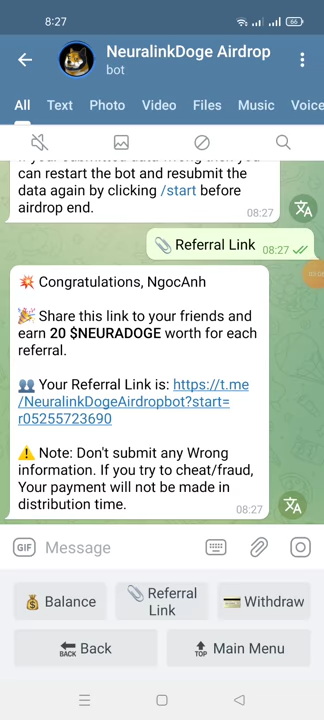 8:27
66
NeuralinkDoge Airdrop
bot
All Text Photo Video Files Music Voice
can restart the bot and resubmit the
data again by clicking /start before
airdrop end.
08:27
📎 Referral Link 08:27
💥 Congratulations, NgocAnh
🎉 Share this link to your friends and
earn 20 $NEURADOGE worth for each
referral.
👥 Your Referral Link is: https://t.me
/NeuralinkDogeAirdropbot?start=
r05255723690
⚠️ Note: Don't submit any Wrong
information. If you try to cheat/fraud,
Your payment will not be made in
distribution time.
08:27
GIF Message
💰 Balance
📎 Referral
Link
💳 Withdraw
🔙 Back
🔝 Main Menu